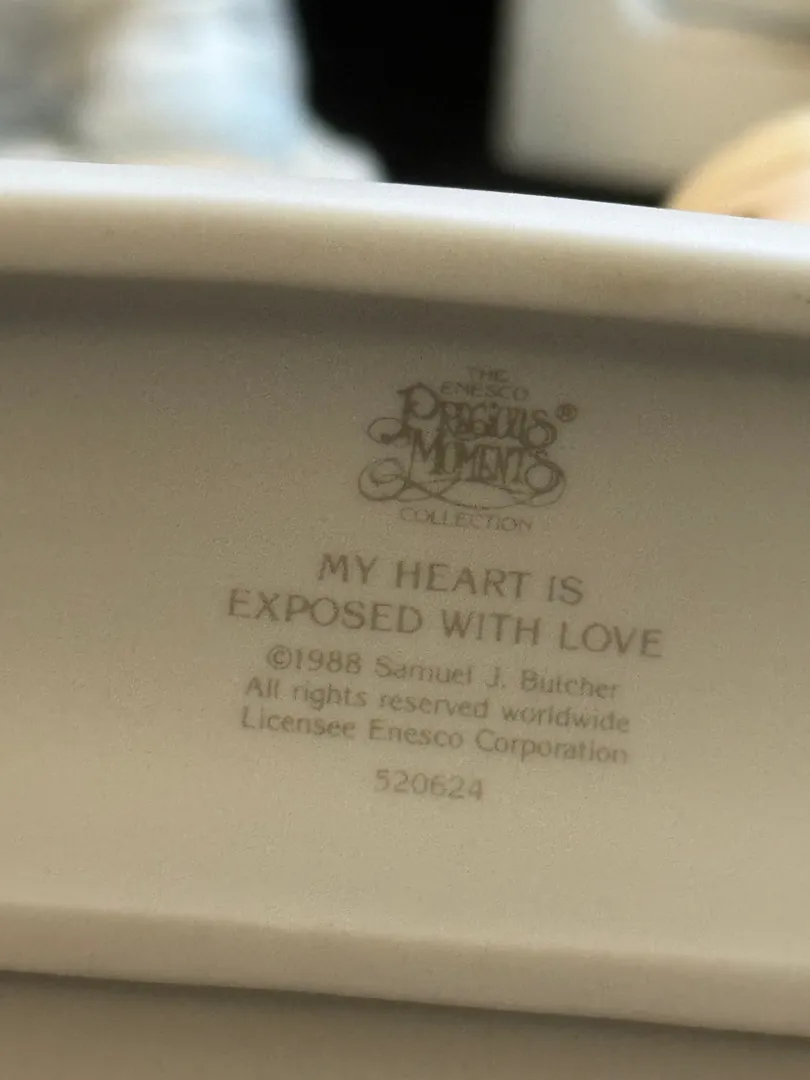 THE
ENESCO
PRECIOUS®
MOMENTS
COLLECTION
MY HEART IS
EXPOSED WITH LOVE
©1988 Samuel J. Butcher
All rights reserved worldwide
Licensee Enesco Corporation
520624